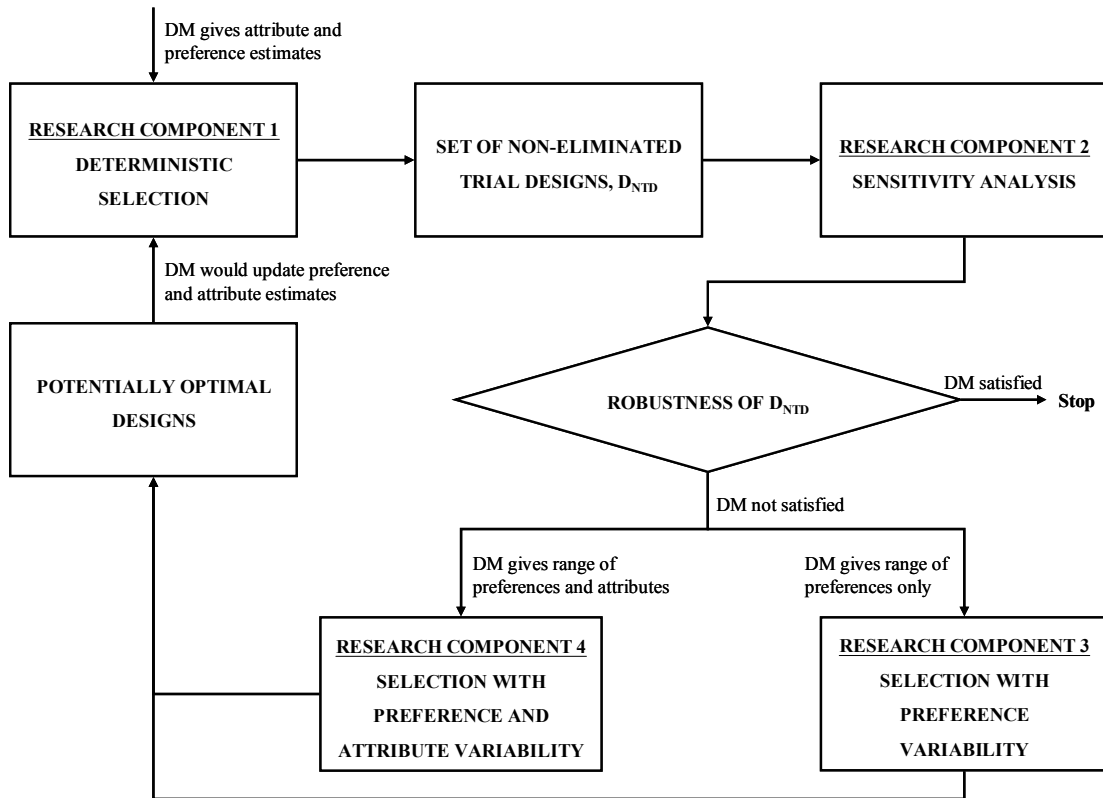 DM gives attribute and
preference estimates
RESEARCH COMPONENT 1
DETERMINISTIC
SELECTION
SET OF NON-ELIMINATED
TRIAL DESIGNS, D_NTD
RESEARCH COMPONENT 2
SENSITIVITY ANALYSIS
DM would update preference
and attribute estimates
POTENTIALLY OPTIMAL
DESIGNS
ROBUSTNESS OF D_NTD
DM satisfied
Stop
DM not satisfied
DM gives range of
preferences and attributes
DM gives range of
preferences only
RESEARCH COMPONENT 4
SELECTION WITH
PREFERENCE AND
ATTRIBUTE VARIABILITY
RESEARCH COMPONENT 3
SELECTION WITH
PREFERENCE
VARIABILITY